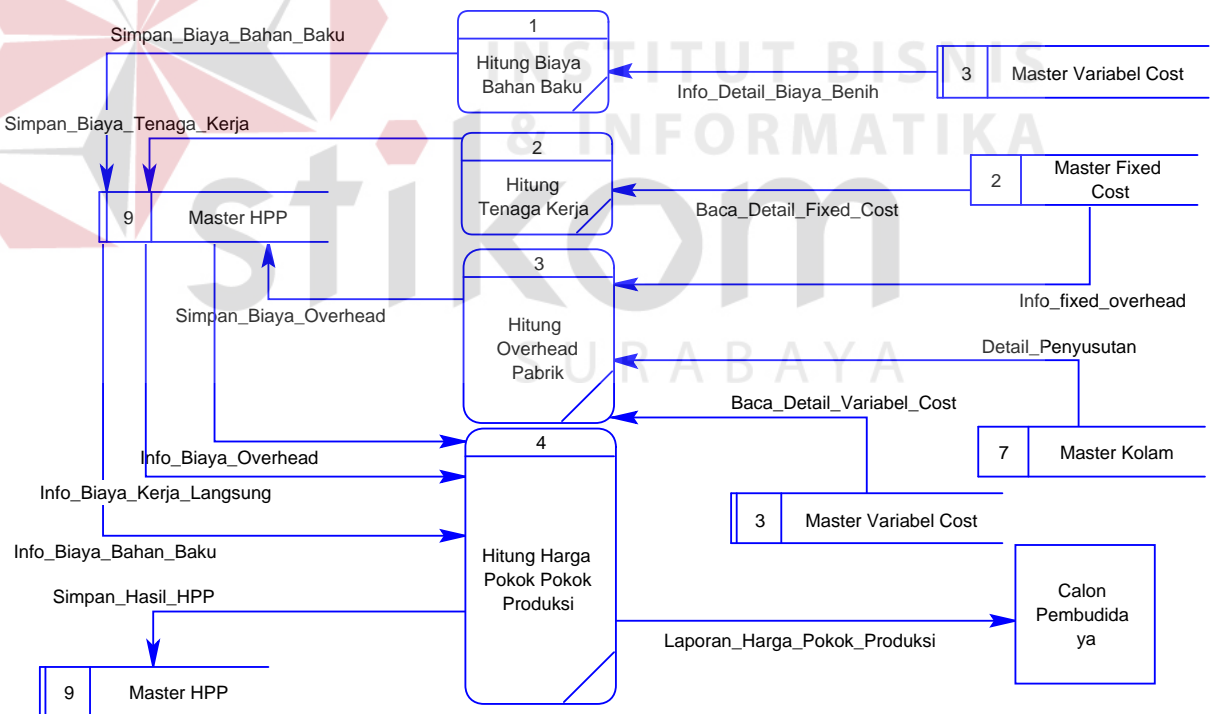 Simpan_Biaya_Bahan_Baku
1
Hitung Biaya
Bahan Baku
INSTITUT BISNIS
& INFORMATIKA
stikom
SURABAYA
Info_Detail_Biaya_Benih
3
Master Variabel Cost
Simpan_Biaya_Tenaga_Kerja
2
Hitung
Tenaga Kerja
Baca_Detail_Fixed_Cost
2
Master Fixed
Cost
9
Master HPP
3
Hitung
Overhead
Pabrik
Simpan_Biaya_Overhead
Info_fixed_overhead
Detail_Penyusutan
Baca_Detail_Variabel_Cost
7
Master Kolam
4
Hitung Harga
Pokok Pokok
Produksi
Info_Biaya_Overhead
Info_Biaya_Kerja_Langsung
Info_Biaya_Bahan_Baku
3
Master Variabel Cost
Simpan_Hasil_HPP
Calon
Pembudida
ya
Laporan_Harga_Pokok_Produksi
9
Master HPP